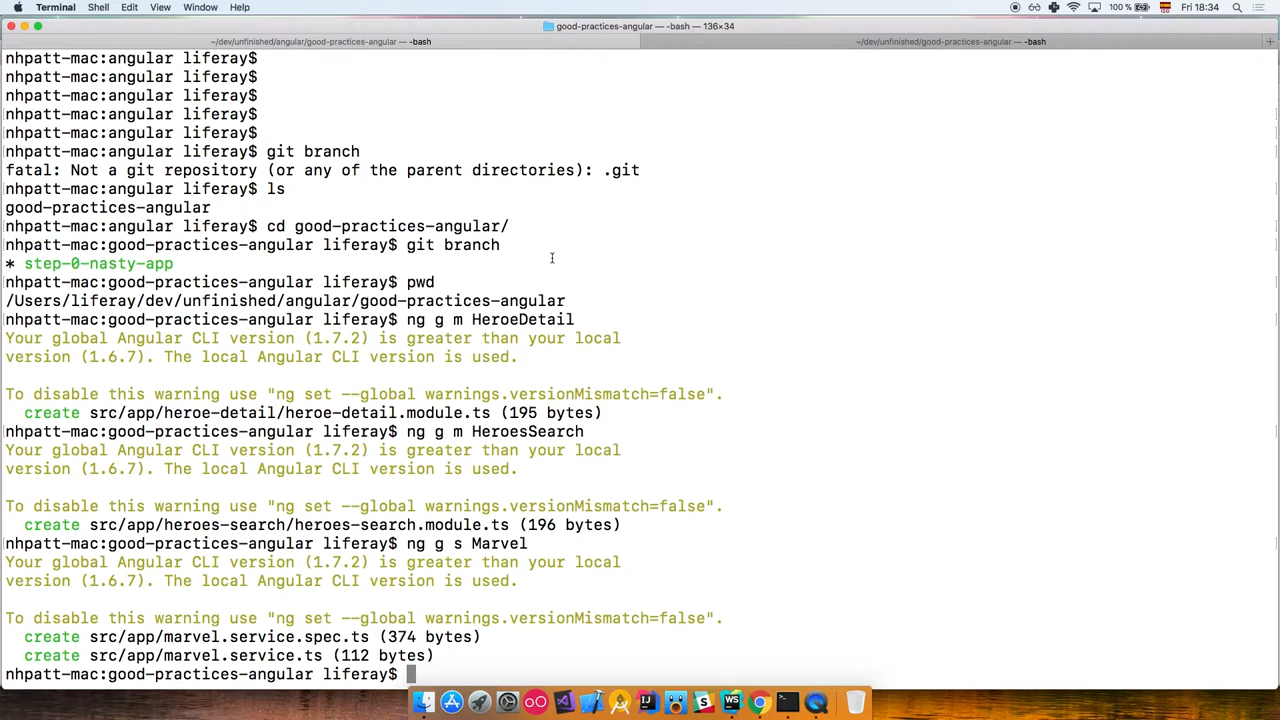 Terminal Shell Edit View Window Help 100 % Fri 18:34
good-practices-angular — -bash — 136×34
~/dev/unfinished/angular/good-practices-angular — -bash ~/dev/unfinished/good-practices-angular — -bash
nhpatt-mac:angular liferay$
nhpatt-mac:angular liferay$
nhpatt-mac:angular liferay$
nhpatt-mac:angular liferay$
nhpatt-mac:angular liferay$
nhpatt-mac:angular liferay$ git branch
fatal: Not a git repository (or any of the parent directories): .git
nhpatt-mac:angular liferay$ ls
good-practices-angular
nhpatt-mac:angular liferay$ cd good-practices-angular/
nhpatt-mac:good-practices-angular liferay$ git branch
* step-0-nasty-app
nhpatt-mac:good-practices-angular liferay$ pwd
/Users/liferay/dev/unfinished/angular/good-practices-angular
nhpatt-mac:good-practices-angular liferay$ ng g m HeroeDetail
Your global Angular CLI version (1.7.2) is greater than your local
version (1.6.7). The local Angular CLI version is used.
To disable this warning use "ng set --global warnings.versionMismatch=false".
create src/app/heroe-detail/heroe-detail.module.ts (195 bytes)
nhpatt-mac:good-practices-angular liferay$ ng g m HeroesSearch
Your global Angular CLI version (1.7.2) is greater than your local
version (1.6.7). The local Angular CLI version is used.
To disable this warning use "ng set --global warnings.versionMismatch=false".
create src/app/heroes-search/heroes-search.module.ts (196 bytes)
nhpatt-mac:good-practices-angular liferay$ ng g s Marvel
Your global Angular CLI version (1.7.2) is greater than your local
version (1.6.7). The local Angular CLI version is used.
To disable this warning use "ng set --global warnings.versionMismatch=false".
create src/app/marvel.service.spec.ts (374 bytes)
create src/app/marvel.service.ts (112 bytes)
nhpatt-mac:good-practices-angular liferay$